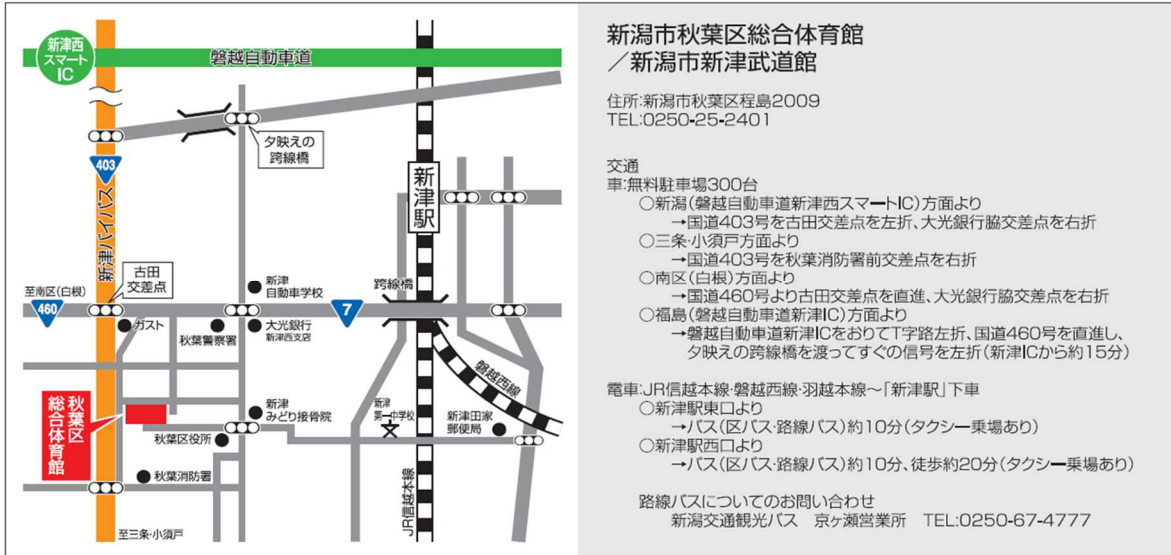 新津西
スマート
IC
磐越自動車道
夕映えの
跨線橋
403
新津バイパス
新津駅
古田
交差点
至南区(白根)
460
新津
自動車学校
跨線橋
7
ガスト
秋葉警察署
大光銀行
新津西支店
磐越西線
秋葉区
総合体育館
新津
みどり接骨院
新津
第一中学校
新津田家
郵便局
秋葉区役所
秋葉消防署
JR信越本線
至三条・小須戸
新潟市秋葉区総合体育館
／新潟市新津武道館
住所:新潟市秋葉区程島2009
TEL:0250-25-2401
交通
車:無料駐車場300台
○新潟(磐越自動車道新津西スマートIC)方面より
→国道403号を古田交差点を左折、大光銀行脇交差点を右折
○三条・小須戸方面より
→国道403号を秋葉消防署前交差点を右折
○南区(白根)方面より
→国道460号より古田交差点を直進、大光銀行脇交差点を右折
○福島(磐越自動車道新津IC)方面より
→磐越自動車道新津ICをおりてT字路左折、国道460号を直進し、
夕映えの跨線橋を渡ってすぐの信号を左折(新津ICから約15分)
電車:JR信越本線・磐越西線・羽越本線〜「新津駅」下車
○新津駅東口より
→バス(区バス・路線バス)約10分(タクシー乗場あり)
○新津駅西口より
→バス(区バス・路線バス)約10分、徒歩約20分(タクシー乗場あり)
路線バスについてのお問い合わせ
新潟交通観光バス　京ヶ瀬営業所　TEL:0250-67-4777